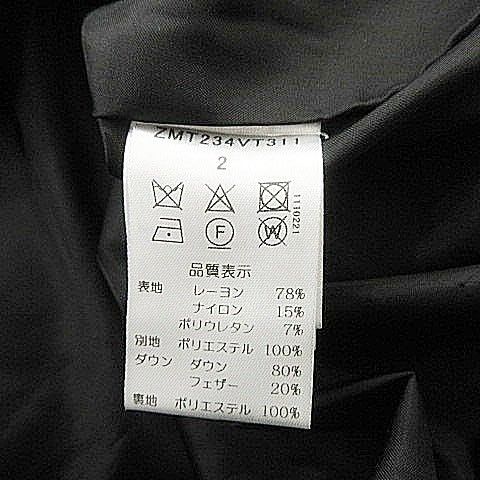 ZMT234VT311
2
F W
1130221
品質表示
表地 レーヨン 78%
ナイロン 15%
ポリウレタン 7%
別地 ポリエステル 100%
ダウン ダウン 80%
フェザー 20%
裏地 ポリエステル 100%